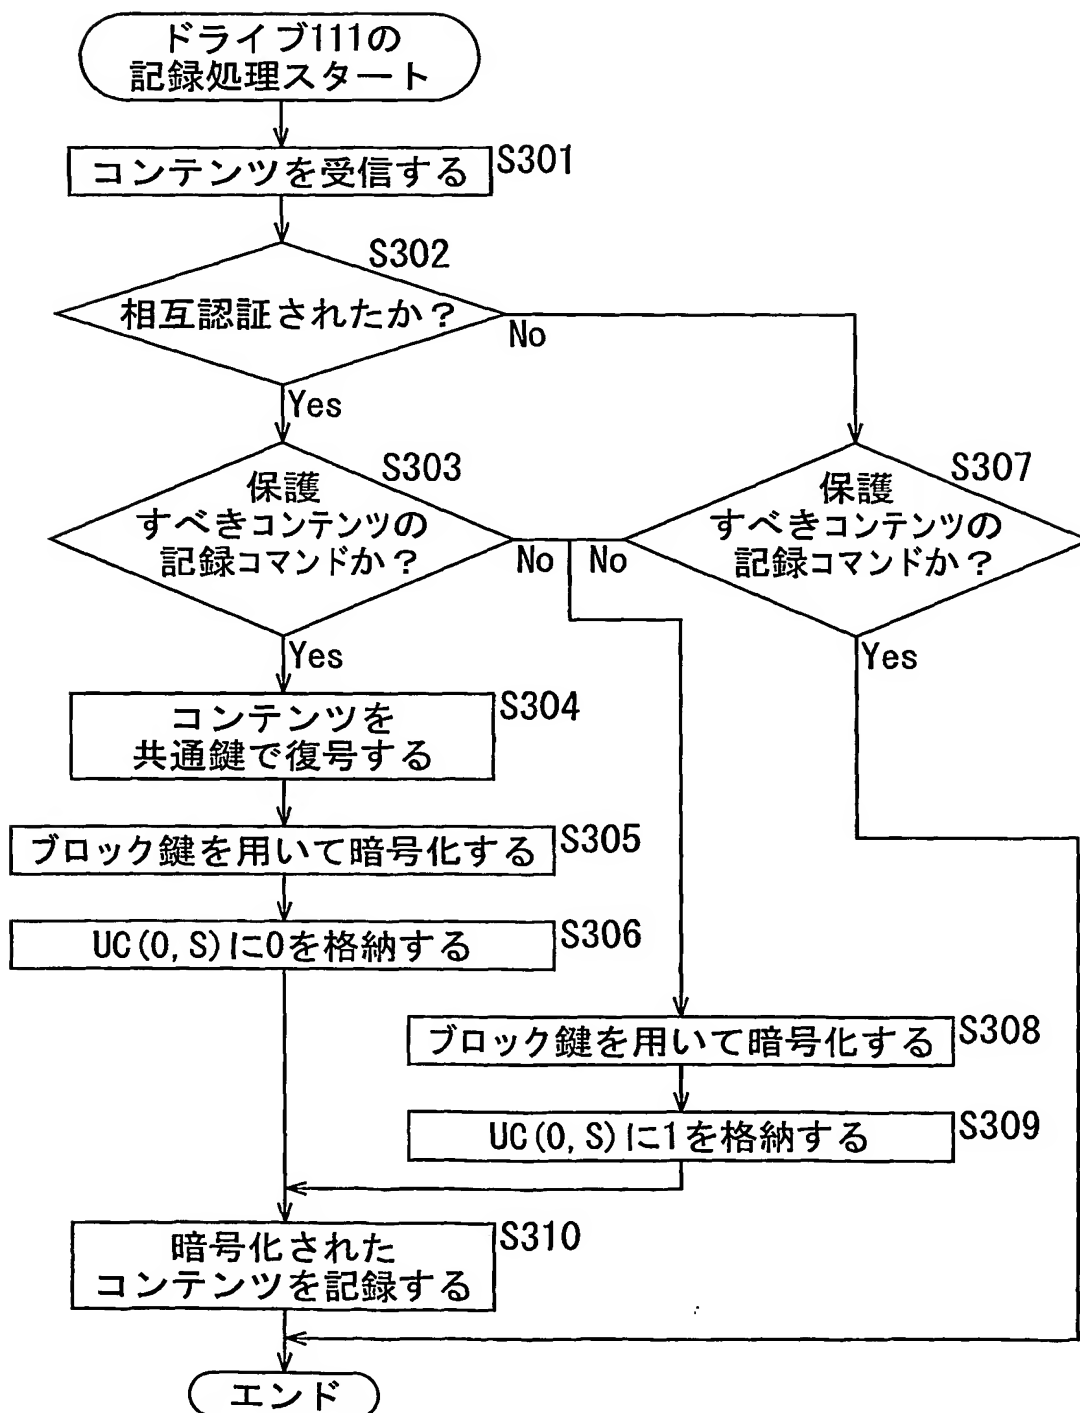 ドライブ111の
記録処理スタート
コンテンツを受信する
S301
S302
相互認証されたか？
No
Yes
S303
保護
すべきコンテンツの
記録コマンドか？
No
Yes
S307
保護
すべきコンテンツの
記録コマンドか？
No
Yes
コンテンツを
共通鍵で復号する
S304
ブロック鍵を用いて暗号化する
S305
UC(0,S)に0を格納する
S306
ブロック鍵を用いて暗号化する
S308
UC(0,S)に1を格納する
S309
暗号化された
コンテンツを記録する
S310
エンド